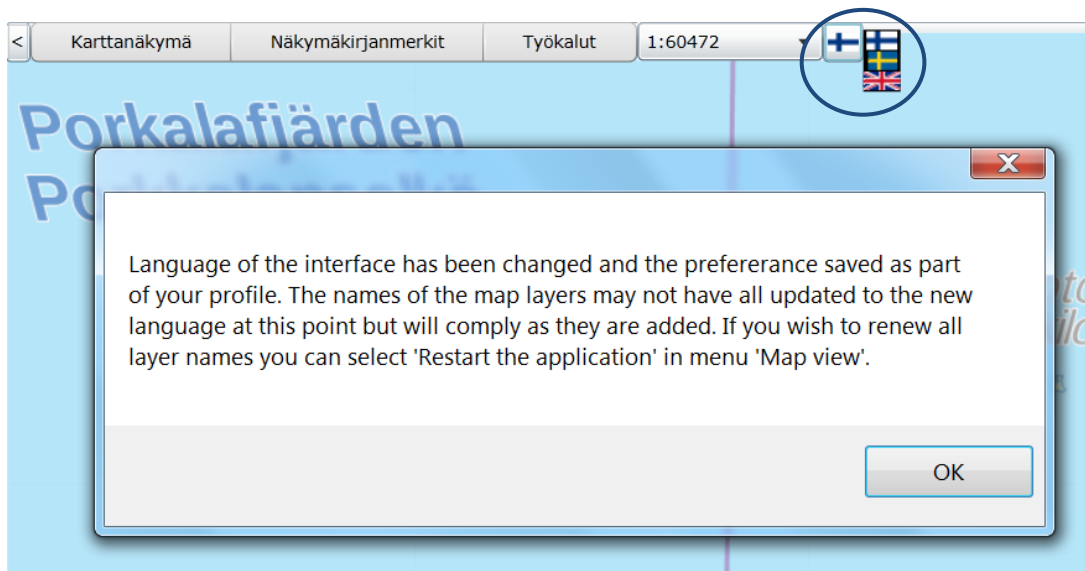 < Karttanäkymä Näkymäkirjanmerkit Työkalut 1:60472
Porkalafjärden
X
Language of the interface has been changed and the prefererance saved as part
of your profile. The names of the map layers may not have all updated to the new
language at this point but will comply as they are added. If you wish to renew all
layer names you can select 'Restart the application' in menu 'Map view'.
OK